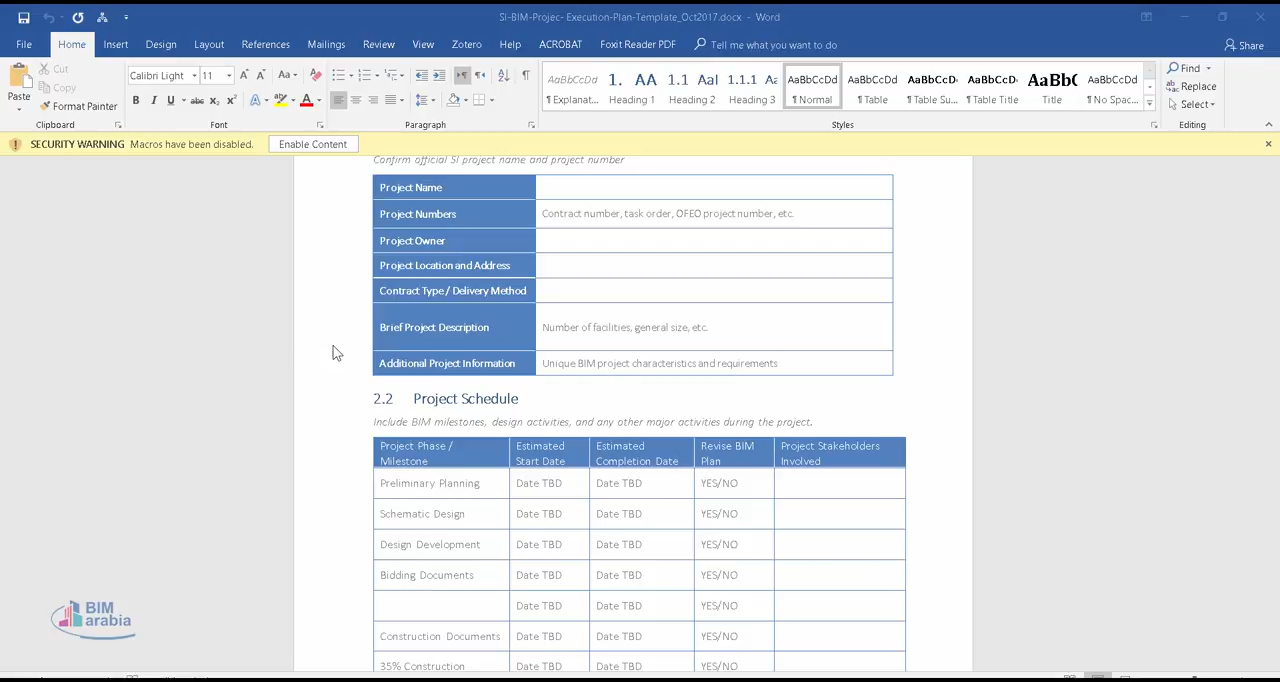 SI-BIM-Projec- Execution-Plan-Template_Oct2017.docx - Word
File Home Insert Design Layout References Mailings Review View Zotero Help ACROBAT Foxit Reader PDF Tell me what you want to do Share
Paste Cut Copy Format Painter
Calibri Light 11
AaBbCcDd 1. AA 1.1 AaI 1.1.1 Aa AaBbCcDd AaBbCcDd AaBbCcDd AaBbCcD AaBbC AaBbCcDd
¶ Explanat... Heading 1 Heading 2 Heading 3 ¶ Normal ¶ Table ¶ Table Su... ¶ Table Title Title ¶ No Spac...
Find
Replace
Select
Clipboard Font Paragraph Styles Editing
SECURITY WARNING Macros have been disabled. Enable Content
Confirm official SI project name and project number
Project Name
Project Numbers Contract number, task order, OFEO project number, etc.
Project Owner
Project Location and Address
Contract Type / Delivery Method
Brief Project Description Number of facilities, general size, etc.
Additional Project Information Unique BIM project characteristics and requirements
2.2 Project Schedule
Include BIM milestones, design activities, and any other major activities during the project.
Project Phase / Milestone Estimated Start Date Estimated Completion Date Revise BIM Plan Project Stakeholders Involved
Preliminary Planning Date TBD Date TBD YES/NO
Schematic Design Date TBD Date TBD YES/NO
Design Development Date TBD Date TBD YES/NO
Bidding Documents Date TBD Date TBD YES/NO
Date TBD Date TBD YES/NO
Construction Documents Date TBD Date TBD YES/NO
35% Construction Date TBD Date TBD YES/NO
BIM
arabia